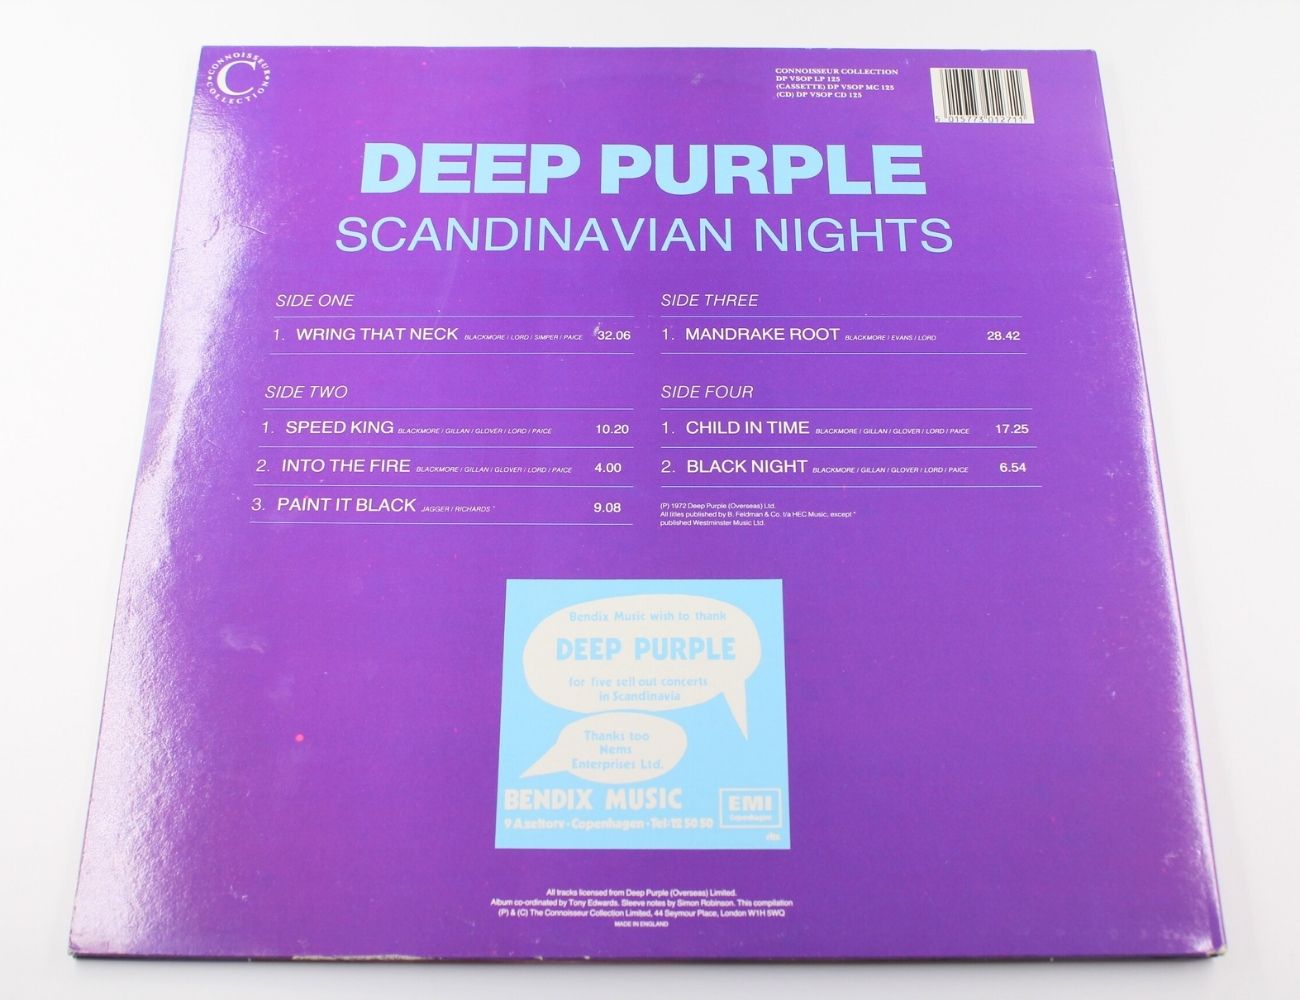 CONNOISSEUR COLLECTION
C
CONNOISSEUR COLLECTION
DP VSOP LP 125
(CASSETTE) DP VSOP MC 125
(CD) DP VSOP CD 125
5 015773 012711
DEEP PURPLE
SCANDINAVIAN NIGHTS
SIDE ONE
1. WRING THAT NECK BLACKMORE / LORD / SIMPER / PAICE 32.06
SIDE TWO
1. SPEED KING BLACKMORE / GILLAN / GLOVER / LORD / PAICE 10.20
2. INTO THE FIRE BLACKMORE / GILLAN / GLOVER / LORD / PAICE 4.00
3. PAINT IT BLACK JAGGER / RICHARDS * 9.08
SIDE THREE
1. MANDRAKE ROOT BLACKMORE / EVANS / LORD 28.42
SIDE FOUR
1. CHILD IN TIME BLACKMORE / GILLAN / GLOVER / LORD / PAICE 17.25
2. BLACK NIGHT BLACKMORE / GILLAN / GLOVER / LORD / PAICE 6.54
(P) 1972 Deep Purple (Overseas) Ltd.
All titles published by B. Feldman & Co. t/a HEC Music, except *
published Westminster Music Ltd.
Bendix Music wish to thank
DEEP PURPLE
for five sell out concerts
in Scandinavia
Thanks too
Nems
Enterprises Ltd.
BENDIX MUSIC
9 Axeltorv · Copenhagen · Tel: 12 50 50
EMI
Copenhagen
All tracks licensed from Deep Purple (Overseas) Limited.
Album co-ordinated by Tony Edwards. Sleeve notes by Simon Robinson. This compilation
(P) & (C) The Connoisseur Collection Limited, 44 Seymour Place, London W1H 5WQ
MADE IN ENGLAND